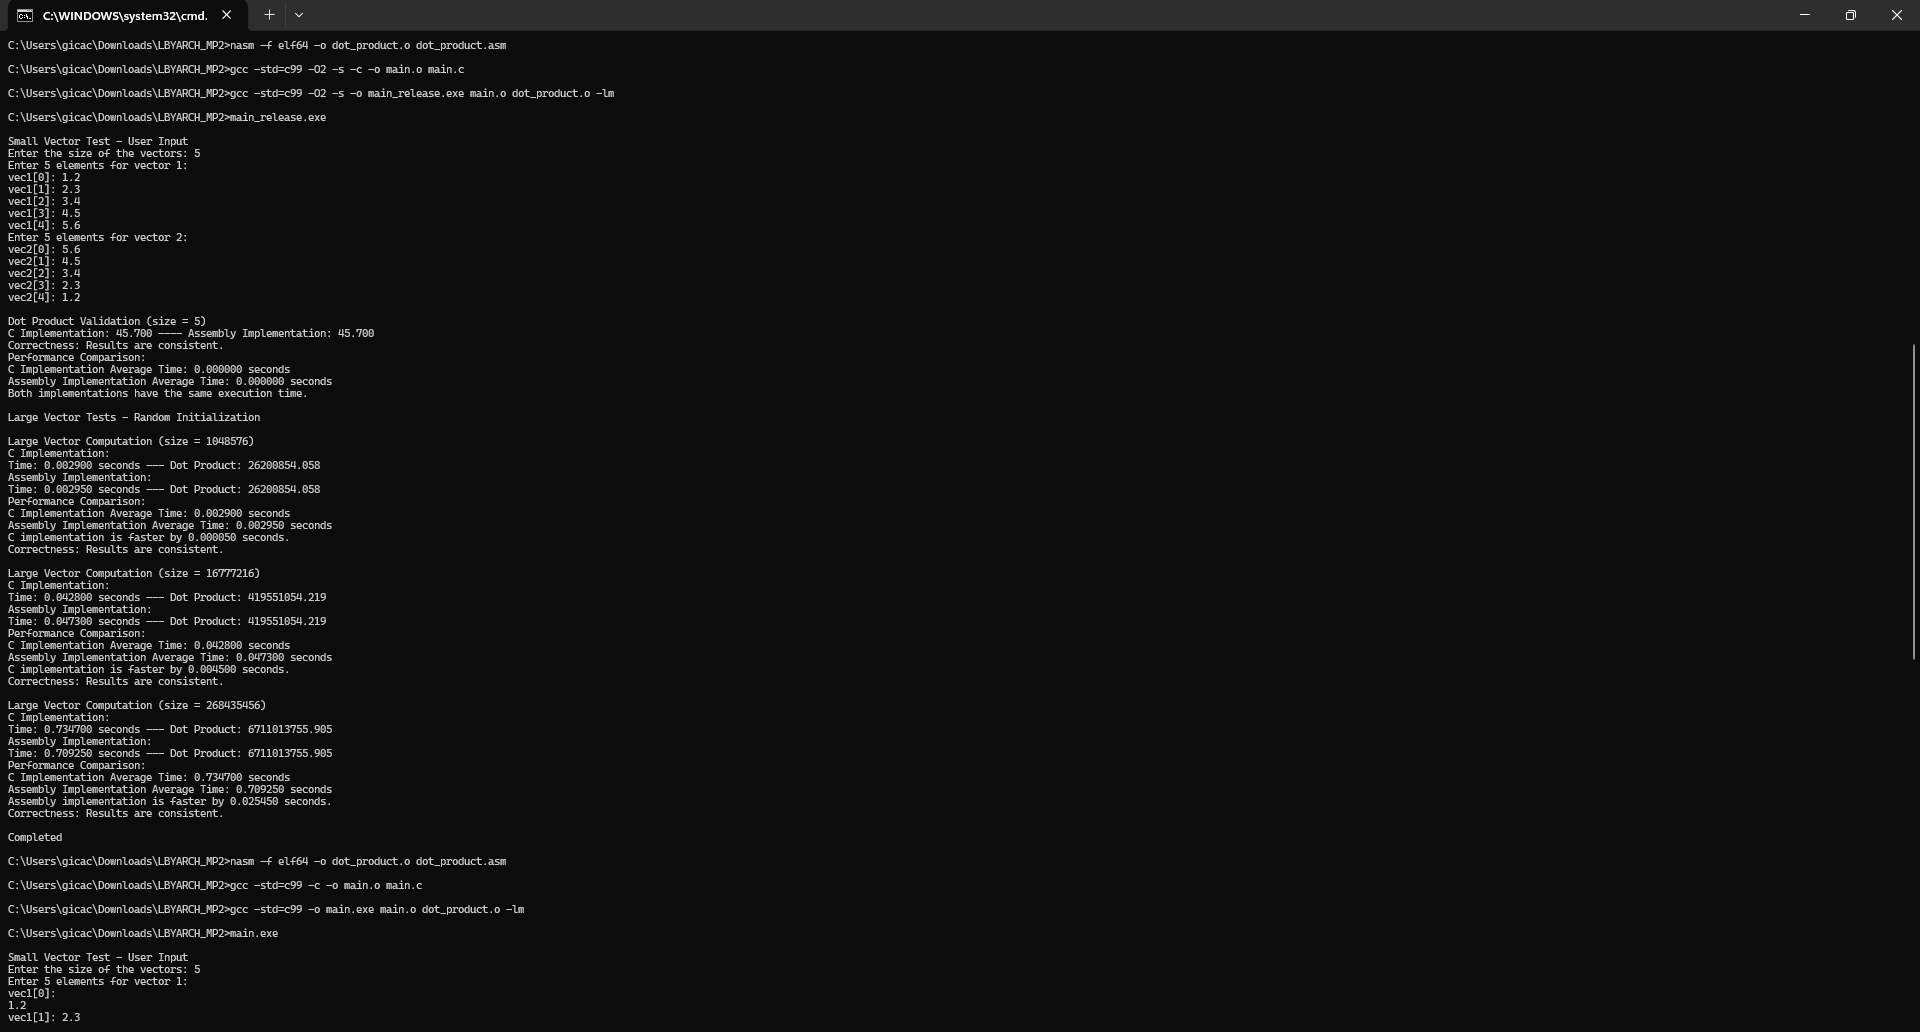 C:\WINDOWS\system32\cmd.
C:\Users\gicac\Downloads\LBYARCH_MP2>nasm -f elf64 -o dot_product.o dot_product.asm
C:\Users\gicac\Downloads\LBYARCH_MP2>gcc -std=c99 -O2 -s -c -o main.o main.c
C:\Users\gicac\Downloads\LBYARCH_MP2>gcc -std=c99 -O2 -s -o main_release.exe main.o dot_product.o -lm
C:\Users\gicac\Downloads\LBYARCH_MP2>main_release.exe
Small Vector Test - User Input
Enter the size of the vectors: 5
Enter 5 elements for vector 1:
vec1[0]: 1.2
vec1[1]: 2.3
vec1[2]: 3.4
vec1[3]: 4.5
vec1[4]: 5.6
Enter 5 elements for vector 2:
vec2[0]: 5.6
vec2[1]: 4.5
vec2[2]: 3.4
vec2[3]: 2.3
vec2[4]: 1.2
Dot Product Validation (size = 5)
C Implementation: 45.700 ---- Assembly Implementation: 45.700
Correctness: Results are consistent.
Performance Comparison:
C Implementation Average Time: 0.000000 seconds
Assembly Implementation Average Time: 0.000000 seconds
Both implementations have the same execution time.
Large Vector Tests - Random Initialization
Large Vector Computation (size = 1048576)
C Implementation:
Time: 0.002900 seconds --- Dot Product: 26200854.058
Assembly Implementation:
Time: 0.002950 seconds --- Dot Product: 26200854.058
Performance Comparison:
C Implementation Average Time: 0.002900 seconds
Assembly Implementation Average Time: 0.002950 seconds
C implementation is faster by 0.000050 seconds.
Correctness: Results are consistent.
Large Vector Computation (size = 16777216)
C Implementation:
Time: 0.042800 seconds --- Dot Product: 419551054.219
Assembly Implementation:
Time: 0.047300 seconds --- Dot Product: 419551054.219
Performance Comparison:
C Implementation Average Time: 0.042800 seconds
Assembly Implementation Average Time: 0.047300 seconds
C implementation is faster by 0.004500 seconds.
Correctness: Results are consistent.
Large Vector Computation (size = 268435456)
C Implementation:
Time: 0.734700 seconds --- Dot Product: 6711013755.905
Assembly Implementation:
Time: 0.709250 seconds --- Dot Product: 6711013755.905
Performance Comparison:
C Implementation Average Time: 0.734700 seconds
Assembly Implementation Average Time: 0.709250 seconds
Assembly implementation is faster by 0.025450 seconds.
Correctness: Results are consistent.
Completed
C:\Users\gicac\Downloads\LBYARCH_MP2>nasm -f elf64 -o dot_product.o dot_product.asm
C:\Users\gicac\Downloads\LBYARCH_MP2>gcc -std=c99 -c -o main.o main.c
C:\Users\gicac\Downloads\LBYARCH_MP2>gcc -std=c99 -o main.exe main.o dot_product.o -lm
C:\Users\gicac\Downloads\LBYARCH_MP2>main.exe
Small Vector Test - User Input
Enter the size of the vectors: 5
Enter 5 elements for vector 1:
vec1[0]:
1.2
vec1[1]: 2.3